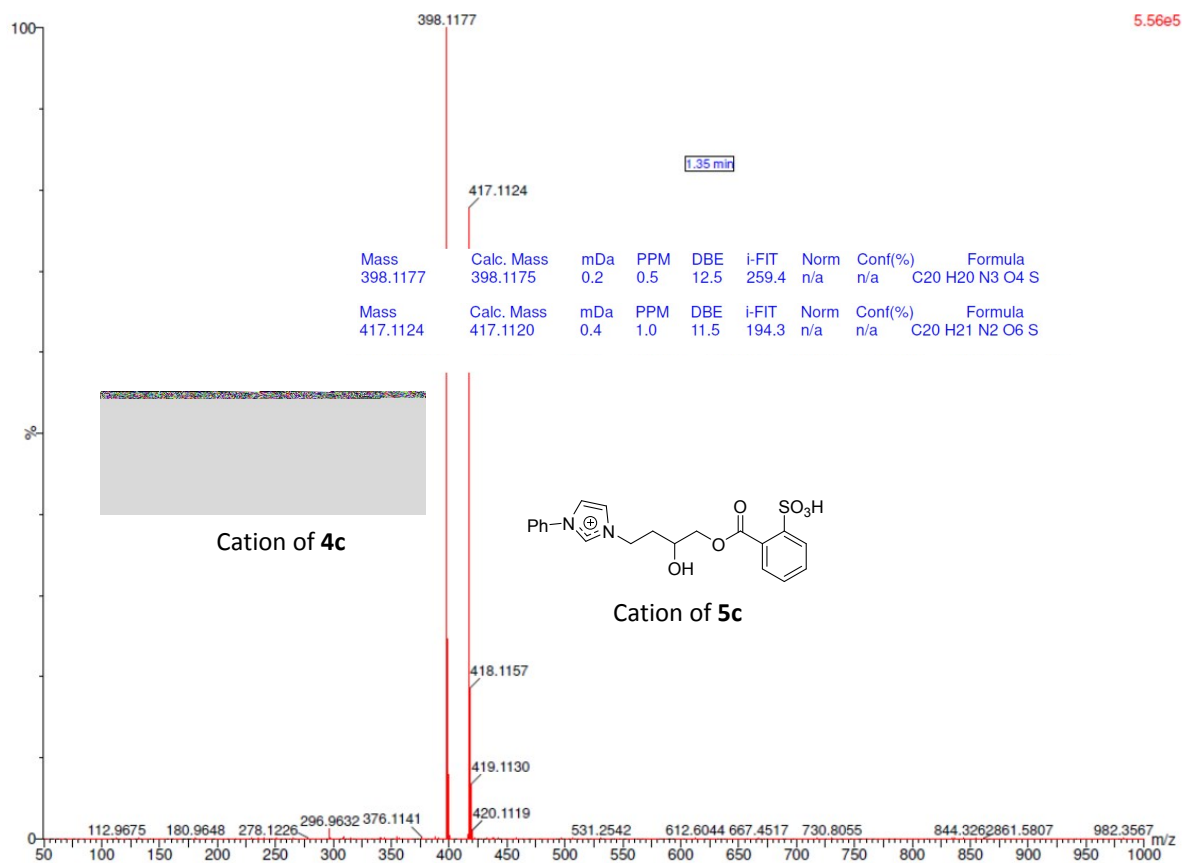 398.1177
5.56e5
100
1.35 min
417.1124
Mass Calc. Mass mDa PPM DBE i-FIT Norm Conf(%) Formula
398.1177 398.1175 0.2 0.5 12.5 259.4 n/a n/a C20 H20 N3 O4 S
Mass Calc. Mass mDa PPM DBE i-FIT Norm Conf(%) Formula
417.1124 417.1120 0.4 1.0 11.5 194.3 n/a n/a C20 H21 N2 O6 S
%
O SO3H
Ph N + N O
OH
Cation of 4c
Cation of 5c
418.1157
419.1130
420.1119
112.9675 180.9648 278.1226 296.9632 376.1141 531.2542 612.6044 667.4517 730.8055 844.3262 861.5807 982.3567
0
m/z
50 100 150 200 250 300 350 400 450 500 550 600 650 700 750 800 850 900 950 1000